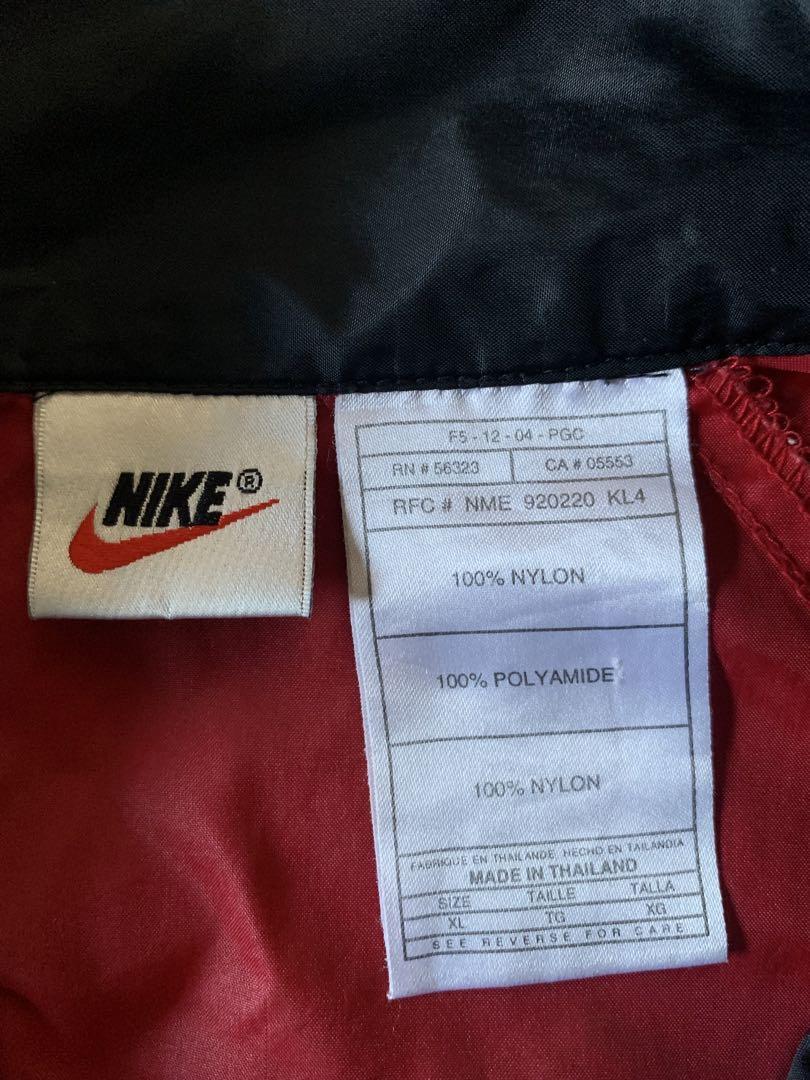 NIKE®
F5 - 12 - 04 - PGC
RN # 56323 CA # 05553
RFC # NME 920220 KL4
100% NYLON
100% POLYAMIDE
100% NYLON
FABRIQUE EN THAILANDE HECHO EN TAILANDIA
MADE IN THAILAND
SIZE TAILLE TALLA
XL TG XG
SEE REVERSE FOR CARE